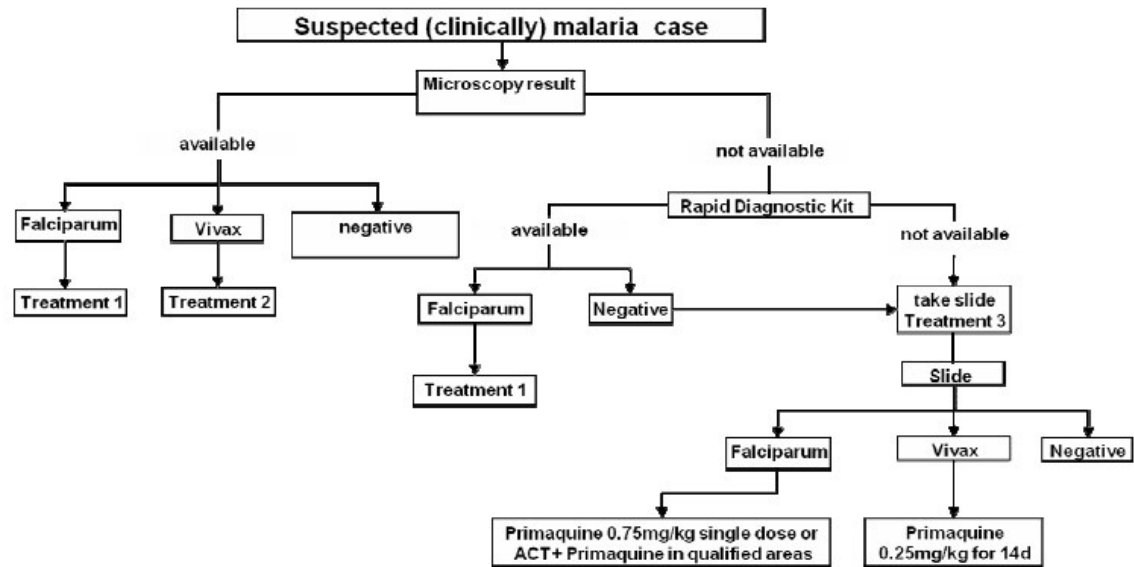 Suspected (clinically) malaria case
Microscopy result
available
not available
Falciparum
Vivax
negative
Rapid Diagnostic Kit
available
not available
Treatment 1
Treatment 2
Falciparum
Negative
take slide
Treatment 3
Treatment 1
Slide
Falciparum
Vivax
Negative
Primaquine 0.75mg/kg single dose or
ACT+ Primaquine in qualified areas
Primaquine
0.25mg/kg for 14d